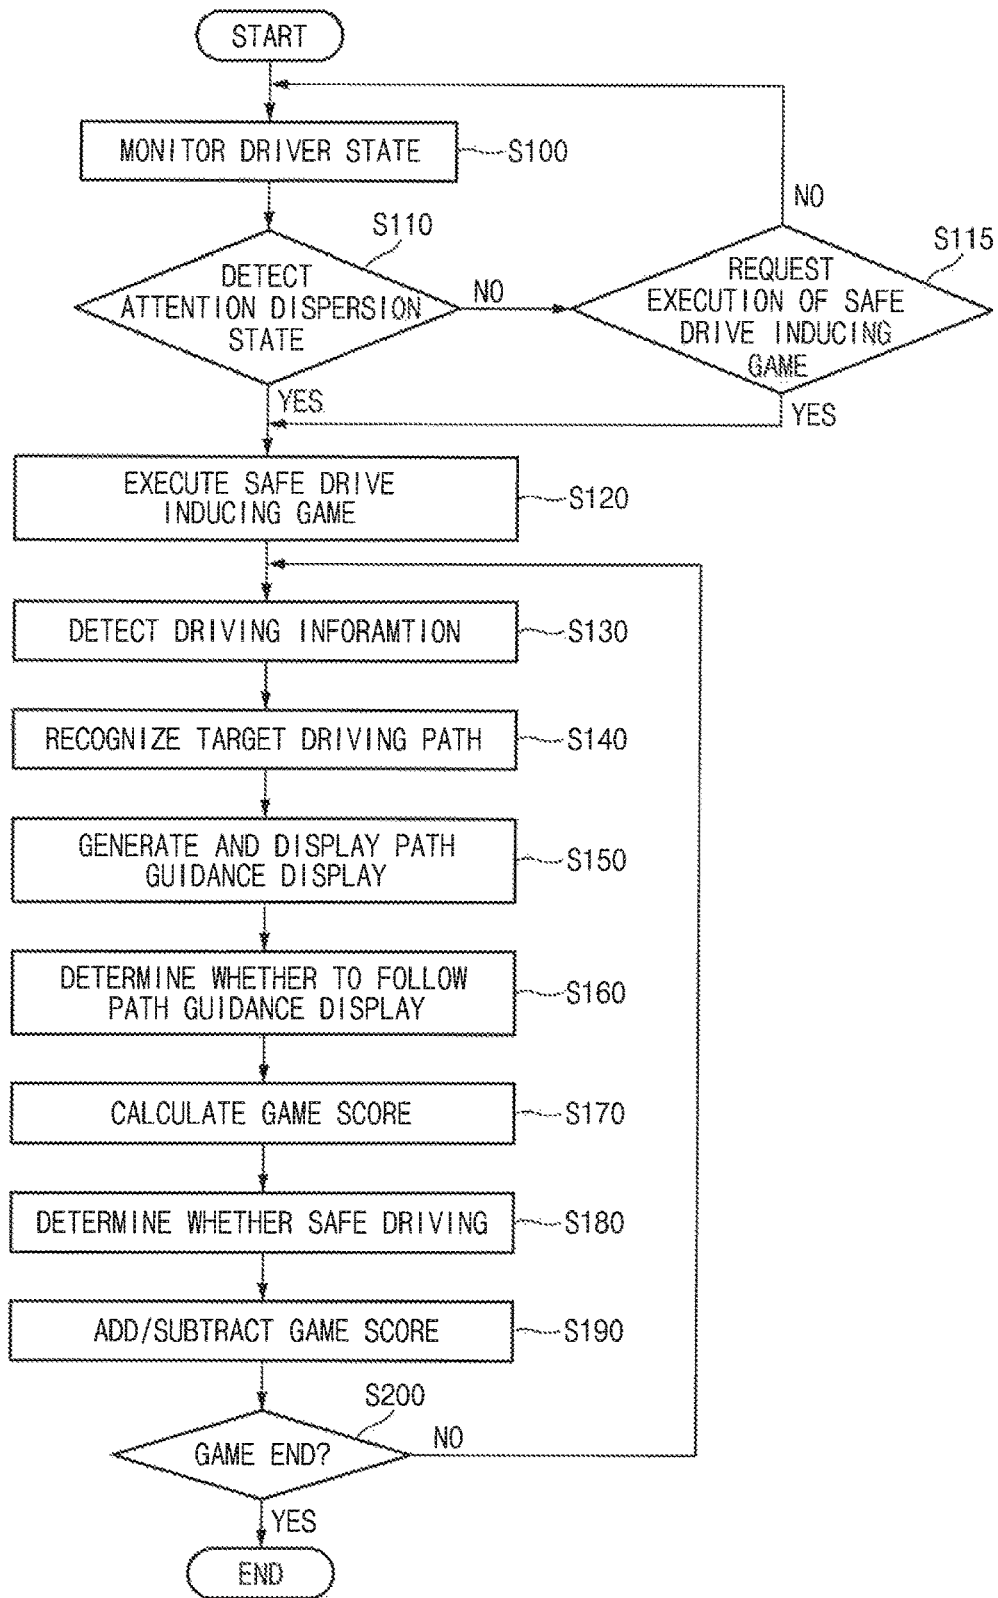 START
MONITOR DRIVER STATE
S100
NO
S110
S115
DETECT
ATTENTION DISPERSION
STATE
NO
REQUEST
EXECUTION OF SAFE
DRIVE INDUCING
GAME
YES
YES
EXECUTE SAFE DRIVE
INDUCING GAME
S120
DETECT DRIVING INFORAMTION
S130
RECOGNIZE TARGET DRIVING PATH
S140
GENERATE AND DISPLAY PATH
GUIDANCE DISPLAY
S150
DETERMINE WHETHER TO FOLLOW
PATH GUIDANCE DISPLAY
S160
CALCULATE GAME SCORE
S170
DETERMINE WHETHER SAFE DRIVING
S180
ADD/SUBTRACT GAME SCORE
S190
S200
GAME END?
NO
YES
END